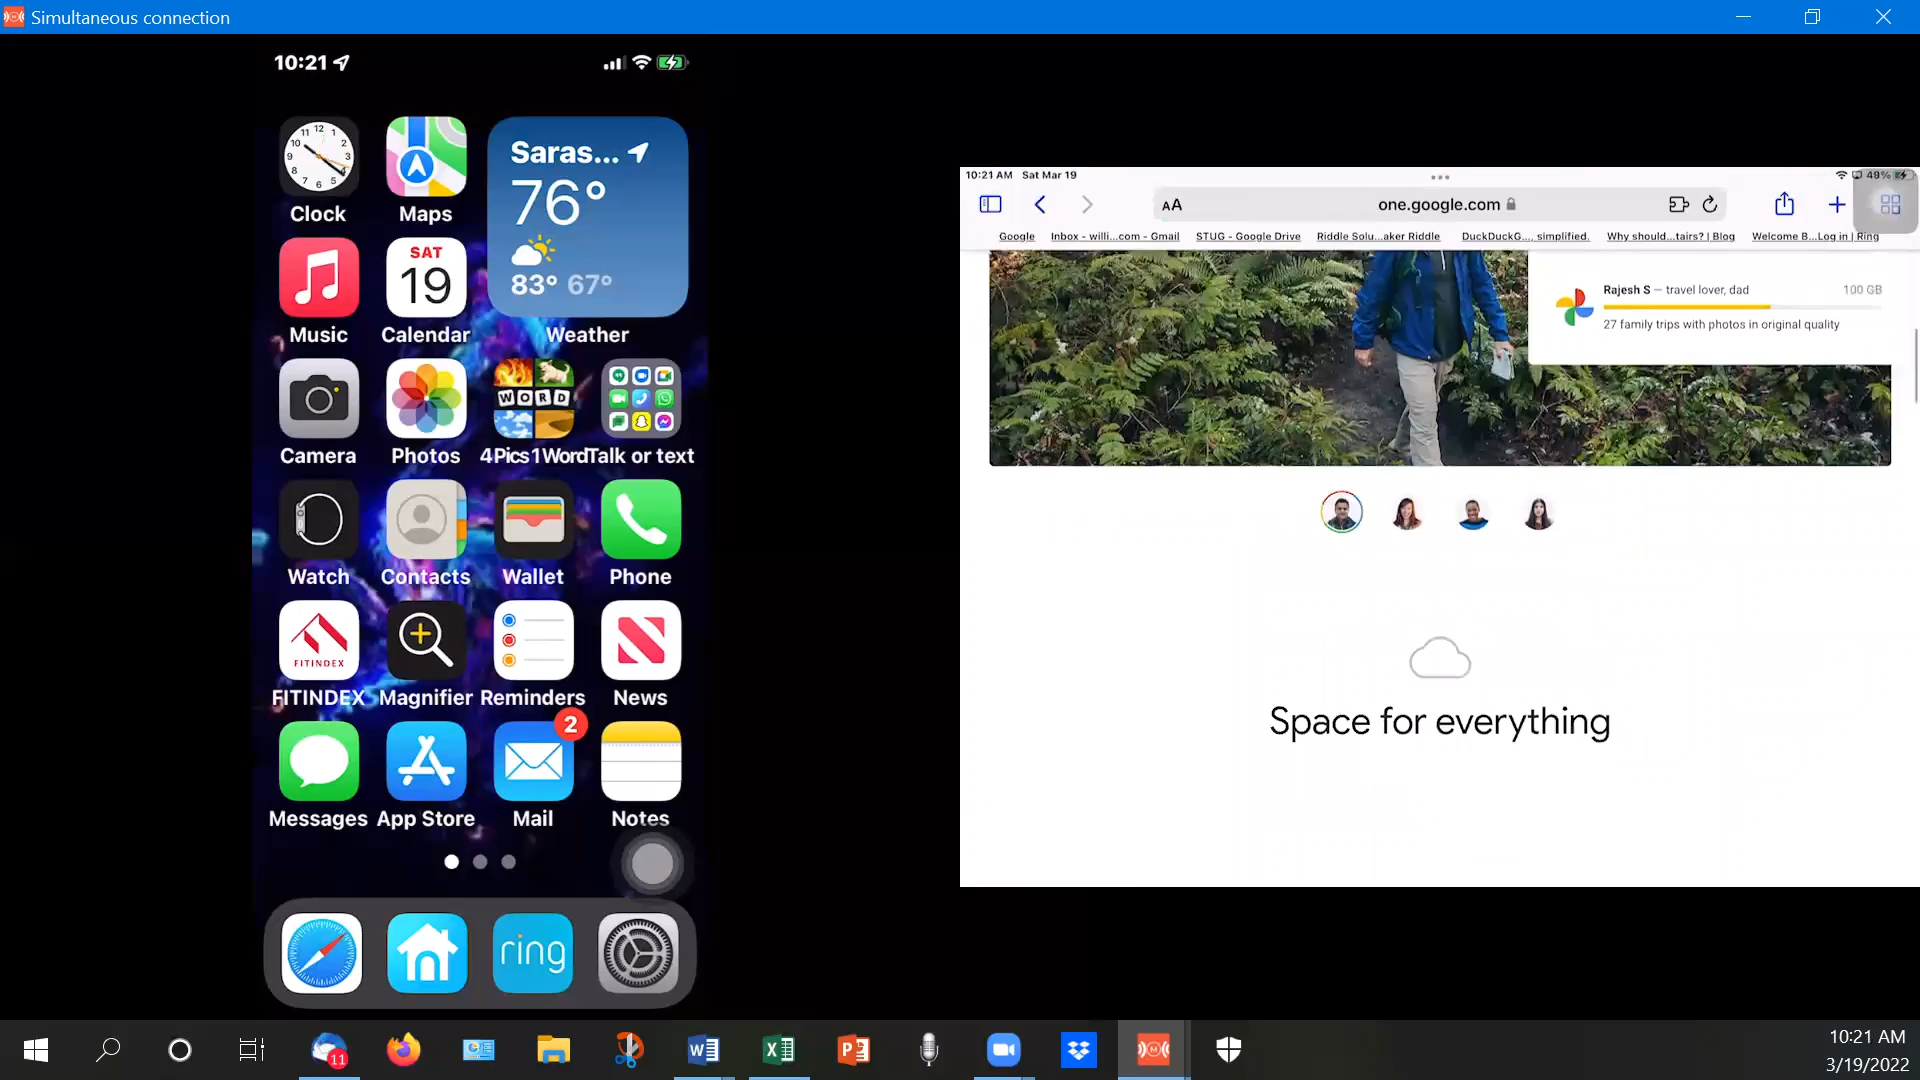 Simultaneous connection
10:21
Clock
Maps
Saras...
76°
83° 67°
Weather
Music
SAT
19
Calendar
Camera
Photos
WORD
4Pics1Word
Talk or text
Watch
Contacts
Wallet
Phone
FITINDEX
FITINDEX
Magnifier
Reminders
News
2
Messages
App Store
Mail
Notes
ring
10:21 AM Sat Mar 19
49%
AA
one.google.com
Google
Inbox - willi...com - Gmail
STUG - Google Drive
Riddle Solu...aker Riddle
DuckDuckG..., simplified.
Why should...tairs? | Blog
Welcome B...Log in | Ring
Rajesh S — travel lover, dad
100 GB
27 family trips with photos in original quality
Space for everything
11
10:21 AM
3/19/2022